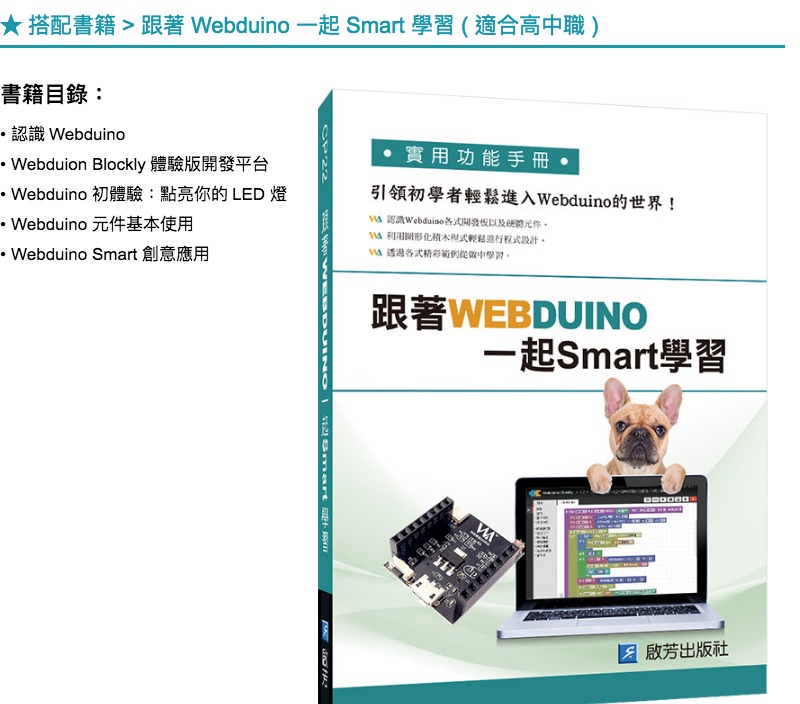 ★ 搭配書籍 > 跟著 Webduino 一起 Smart 學習 ( 適合高中職 )
書籍目錄：
• 認識 Webduino
• Webduion Blockly 體驗版開發平台
• Webduino 初體驗：點亮你的 LED 燈
• Webduino 元件基本使用
• Webduino Smart 創意應用
• 實用功能手冊 •
引領初學者輕鬆進入Webduino的世界！
認識Webduino各式開發板以及硬體元件。
利用圖形化積木程式輕鬆進行程式設計。
透過各式精彩範例從做中學習。
跟著WEBDUINO
一起Smart學習
啟芳出版社
CP22 跟著WEBDUINO一起Smart學習